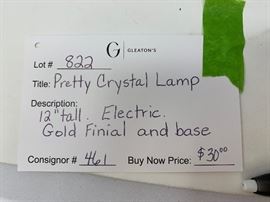 G | GLEATON'S
Lot # 822
Title: Pretty Crystal Lamp
Description:
12" tall. Electric.
Gold Finial and base
Consignor # 461 Buy Now Price: $30.00